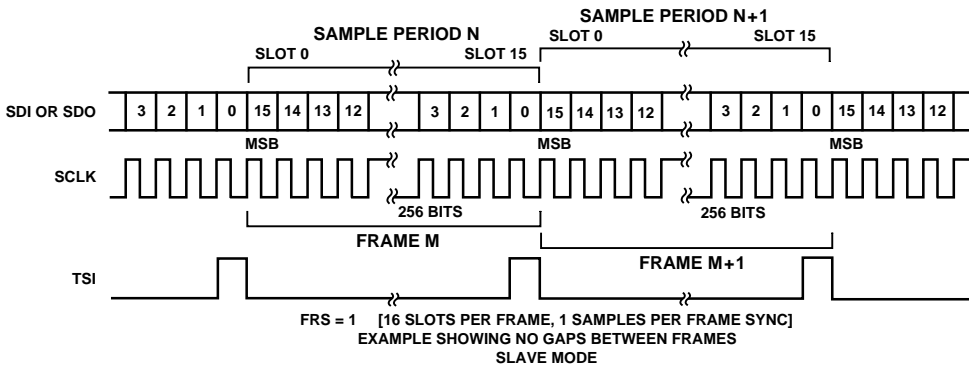 SAMPLE PERIOD N SAMPLE PERIOD N+1
SLOT 0 SLOT 15 SLOT 0 SLOT 15
SDI OR SDO 3 2 1 0 15 14 13 12 3 2 1 0 15 14 13 12 3 2 1 0 15 14 13 12
MSB MSB MSB
SCLK
256 BITS 256 BITS
FRAME M FRAME M+1
TSI
FRS = 1 [16 SLOTS PER FRAME, 1 SAMPLES PER FRAME SYNC]
EXAMPLE SHOWING NO GAPS BETWEEN FRAMES
SLAVE MODE